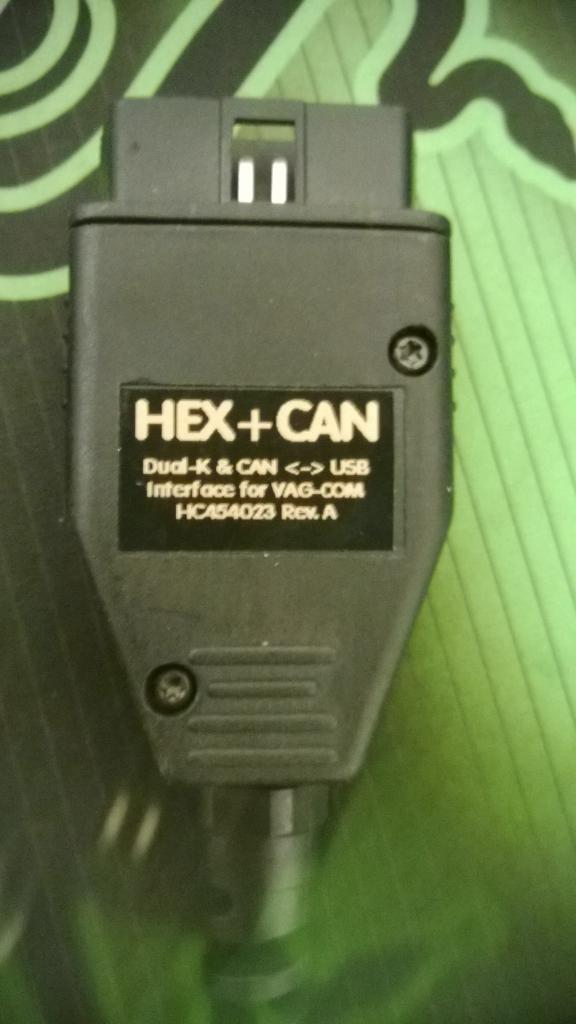 HEX+CAN
Dual-K & CAN <-> USB
Interface for VAG-COM
HC454023 Rev. A